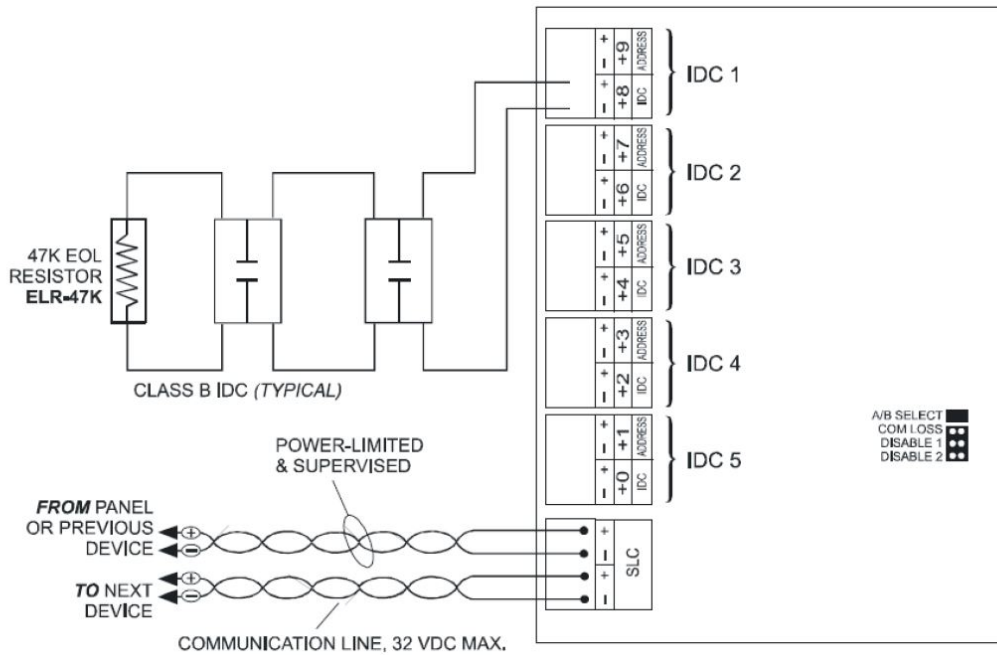 + − +9 ADDRESS
+ − +8 IDC
IDC 1
+ − +7 ADDRESS
+ − +6 IDC
IDC 2
+ − +5 ADDRESS
+ − +4 IDC
IDC 3
+ − +3 ADDRESS
+ − +2 IDC
IDC 4
+ − +1 ADDRESS
+ − +0 IDC
IDC 5
47K EOL
RESISTOR
ELR-47K
CLASS B IDC (TYPICAL)
A/B SELECT
COM LOSS
DISABLE 1
DISABLE 2
POWER-LIMITED
& SUPERVISED
FROM PANEL
OR PREVIOUS
DEVICE
+
−
TO NEXT
DEVICE
+
−
+
−
+
−
SLC
COMMUNICATION LINE, 32 VDC MAX.